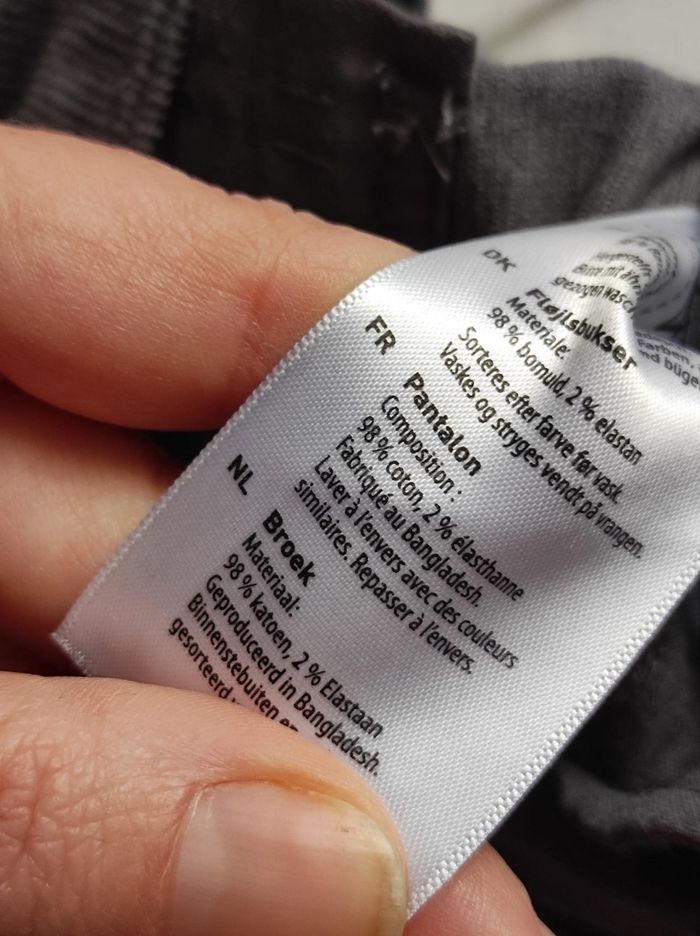 DK
Fløjlsbukser
Materiale:
98 % bomuld, 2 % elastan
Sorteres efter farve før vask.
Vaskes og stryges vendt på vrangen.
FR
Pantalon
Composition :
98 % coton, 2 % élasthanne
Fabriqué au Bangladesh.
Laver à l'envers avec des couleurs
similaires. Repasser à l'envers.
NL
Broek
Materiaal:
98 % katoen, 2 % Elastaan
Geproduceerd in Bangladesh.
Binnenstebuiten en
gesorteerd